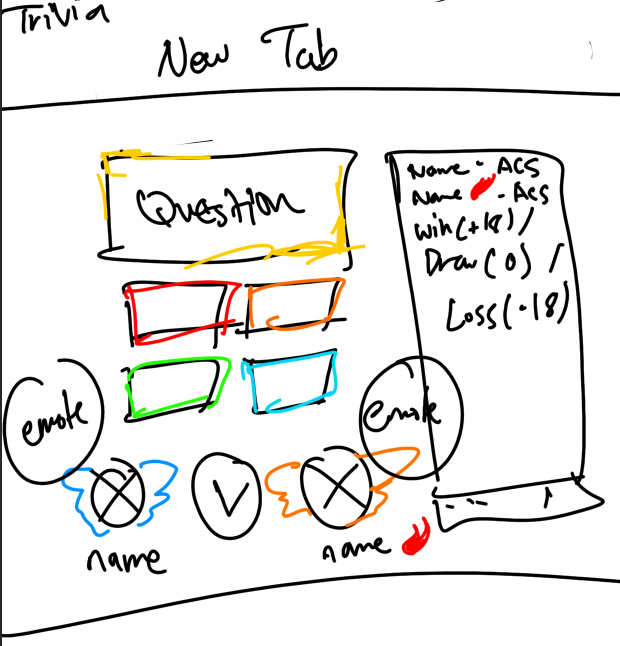 Trivia
New Tab
Question
Name - ACS
Name - ACS
Win(+18) /
Draw(0) /
Loss(-18)
emote
emote
V
name
name